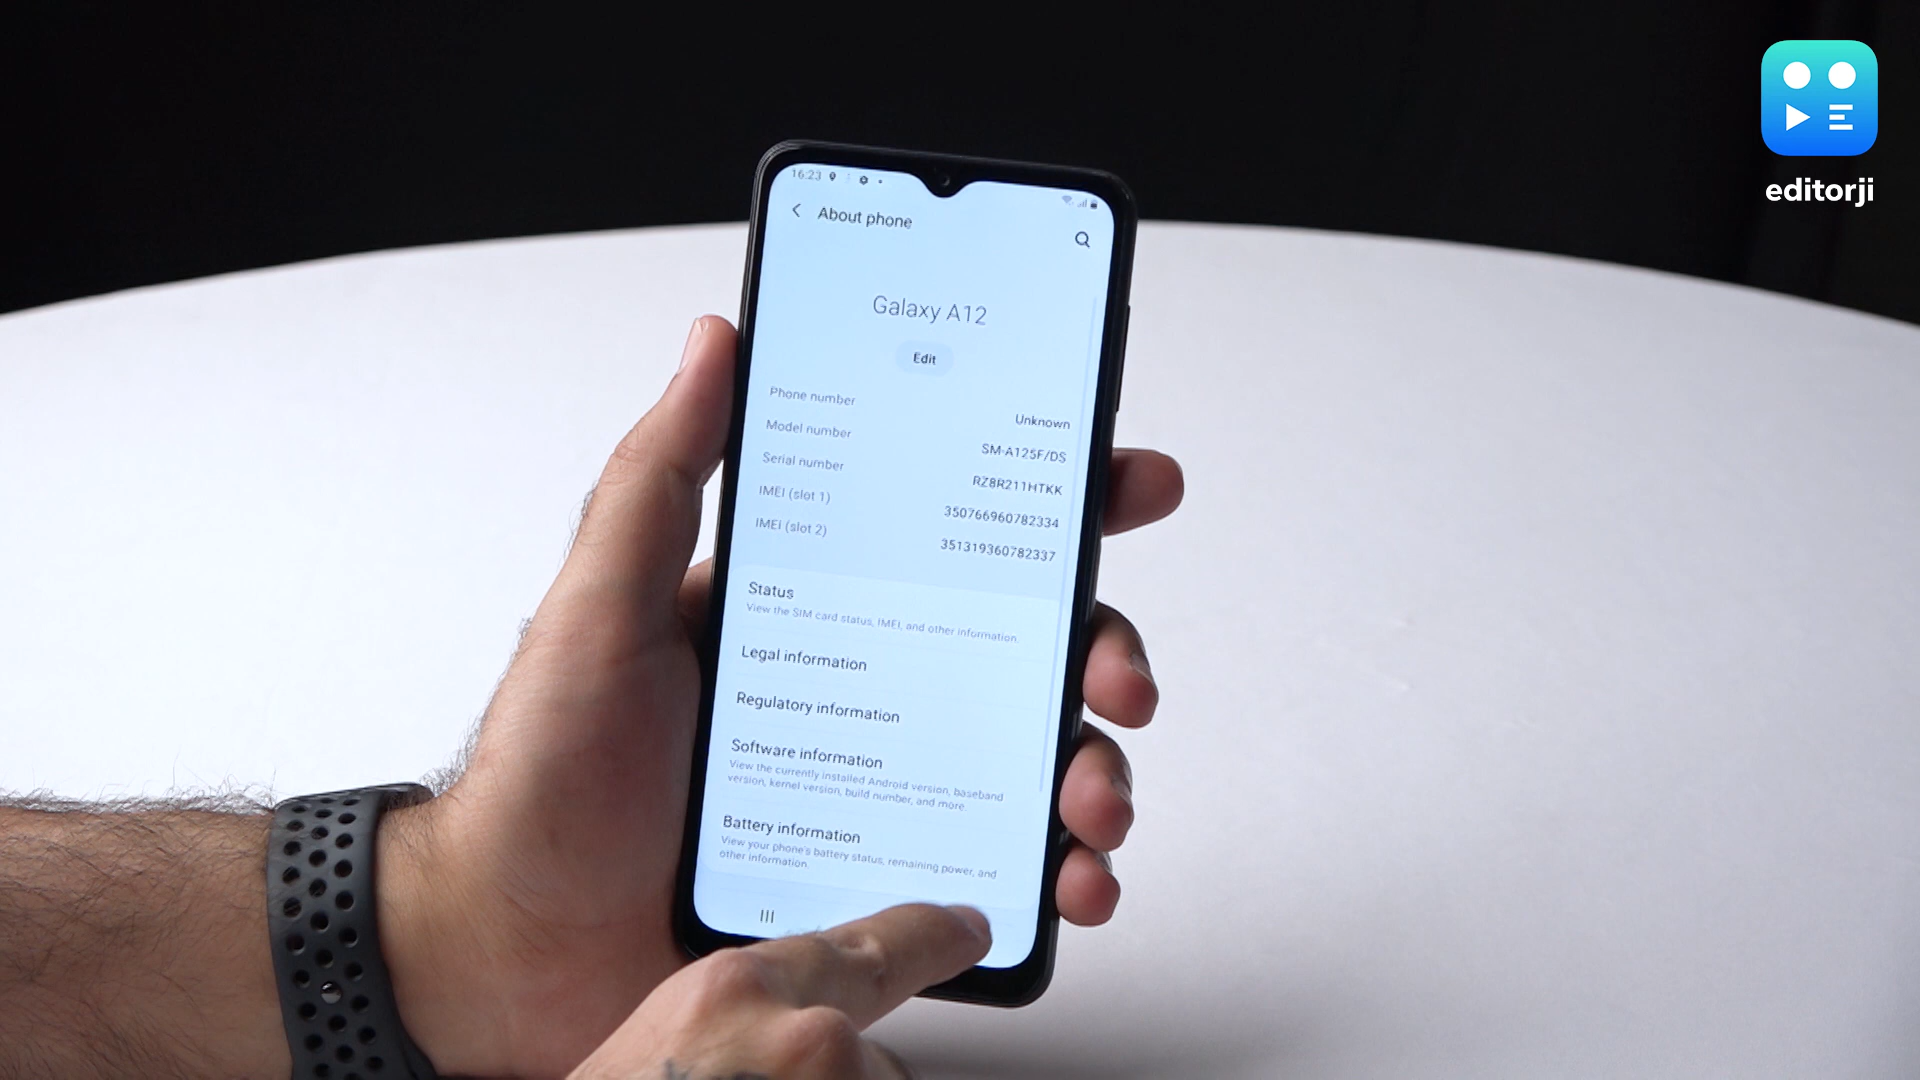 editorji
16:23
About phone
Galaxy A12
Edit
Phone number Unknown
Model number SM-A125F/DS
Serial number RZ8R211HTKK
IMEI (slot 1) 350766960782334
IMEI (slot 2) 351319360782337
Status
View the SIM card status, IMEI, and other information.
Legal information
Regulatory information
Software information
View the currently installed Android version, baseband
version, kernel version, build number, and more.
Battery information
View your phone's battery status, remaining power, and
other information.